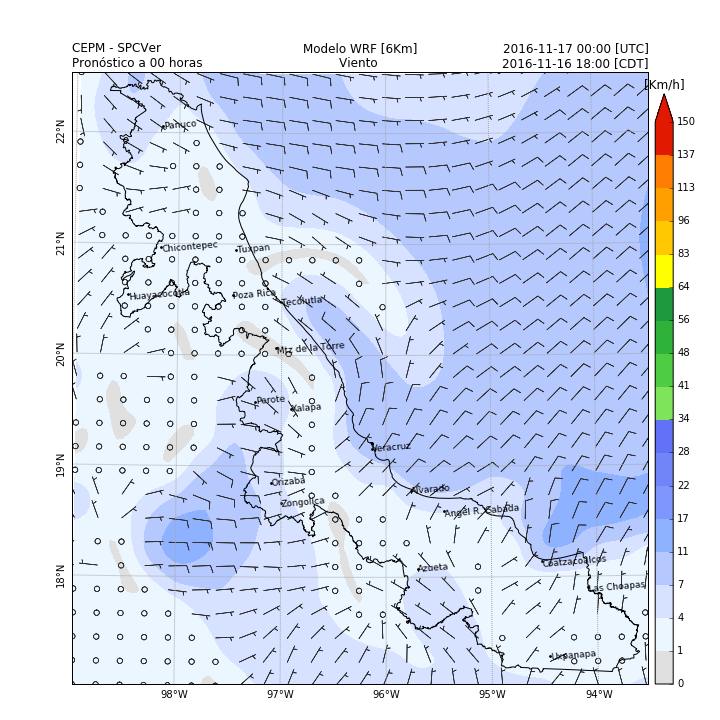 CEPM - SPCVer
Modelo WRF [6Km]
2016-11-17 00:00 [UTC]
Pronóstico a 00 horas
Viento
2016-11-16 18:00 [CDT]
[Km/h]
150
137
113
96
83
64
56
48
41
34
28
22
17
11
7
4
1
0
22°N
21°N
20°N
19°N
18°N
98°W
97°W
96°W
95°W
94°W
Panuco
Chicontepec
Tuxpan
Huayacocotla
Poza Rica
Tecolutla
Mtz de la Torre
Perote
Xalapa
Veracruz
Orizaba
Zongolica
Alvarado
Angel R. Cabada
Azueta
Coatzacoalcos
Las Choapas
Uxpanapa